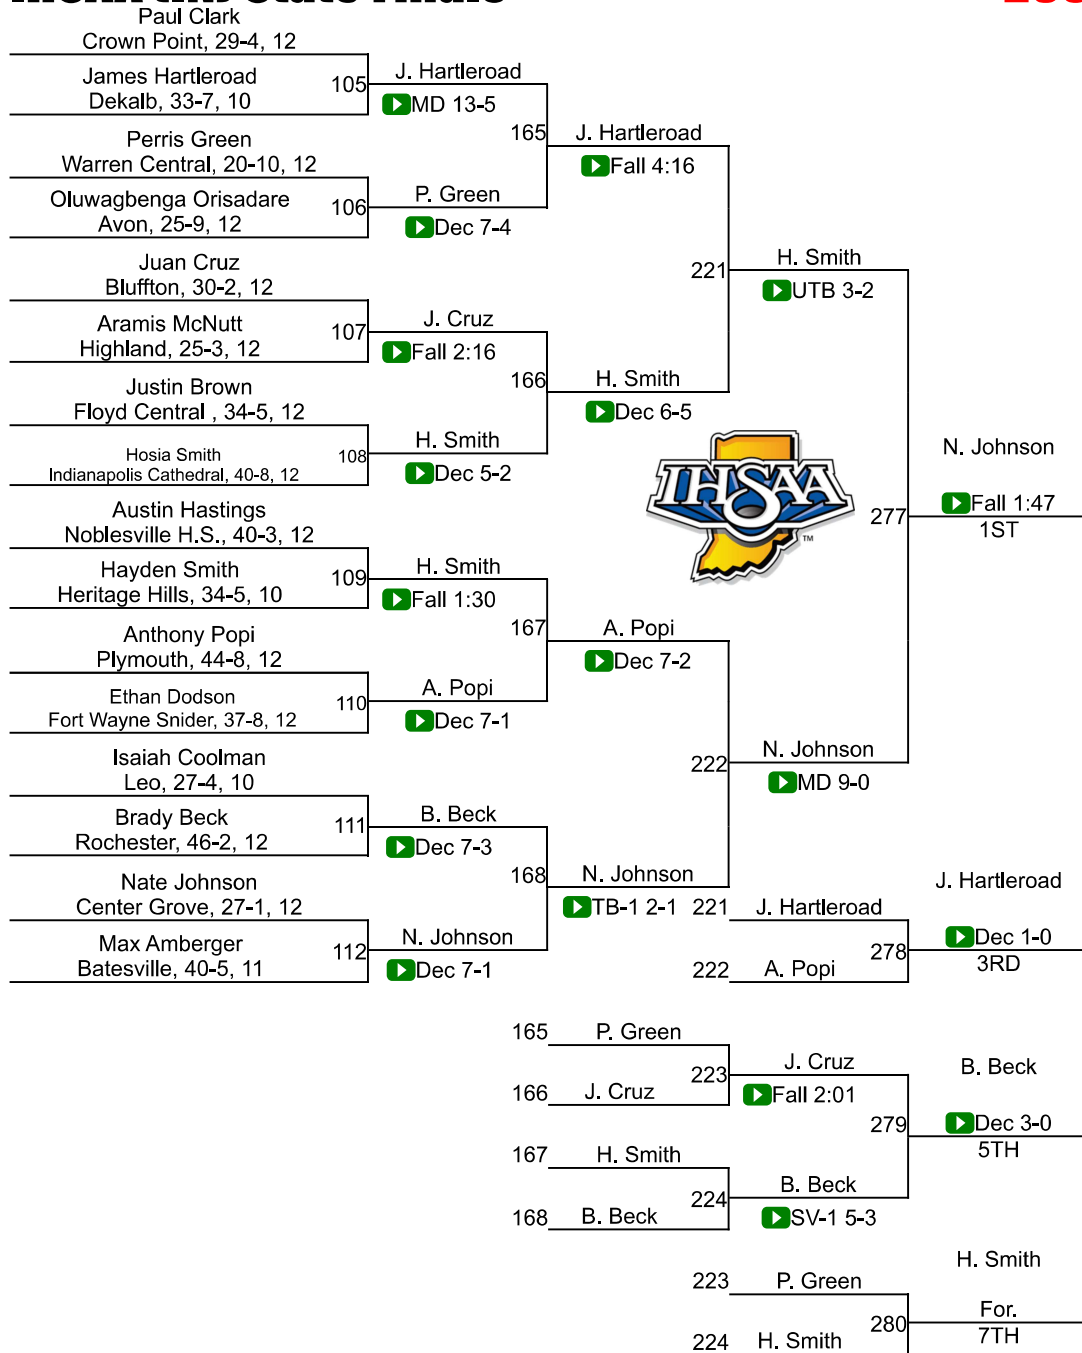 Paul Clark
Crown Point, 29-4, 12
James Hartleroad
Dekalb, 33-7, 10
105
J. Hartleroad
MD 13-5
Perris Green
Warren Central, 20-10, 12
165
J. Hartleroad
Fall 4:16
Oluwagbenga Orisadare
Avon, 25-9, 12
106
P. Green
Dec 7-4
Juan Cruz
Bluffton, 30-2, 12
221
H. Smith
UTB 3-2
Aramis McNutt
Highland, 25-3, 12
107
J. Cruz
Fall 2:16
Justin Brown
Floyd Central , 34-5, 12
166
H. Smith
Dec 6-5
Hosia Smith
Indianapolis Cathedral, 40-8, 12
108
H. Smith
Dec 5-2
IHSAA
TM
N. Johnson
277
Fall 1:47
1ST
Austin Hastings
Noblesville H.S., 40-3, 12
Hayden Smith
Heritage Hills, 34-5, 10
109
H. Smith
Fall 1:30
Anthony Popi
Plymouth, 44-8, 12
167
A. Popi
Dec 7-2
Ethan Dodson
Fort Wayne Snider, 37-8, 12
110
A. Popi
Dec 7-1
Isaiah Coolman
Leo, 27-4, 10
222
N. Johnson
MD 9-0
Brady Beck
Rochester, 46-2, 12
111
B. Beck
Dec 7-3
Nate Johnson
Center Grove, 27-1, 12
168
N. Johnson
TB-1 2-1
Max Amberger
Batesville, 40-5, 11
112
N. Johnson
Dec 7-1
221
J. Hartleroad
222
A. Popi
278
J. Hartleroad
Dec 1-0
3RD
165
P. Green
166
J. Cruz
223
J. Cruz
Fall 2:01
167
H. Smith
168
B. Beck
224
B. Beck
SV-1 5-3
279
B. Beck
Dec 3-0
5TH
223
P. Green
224
H. Smith
280
H. Smith
For.
7TH